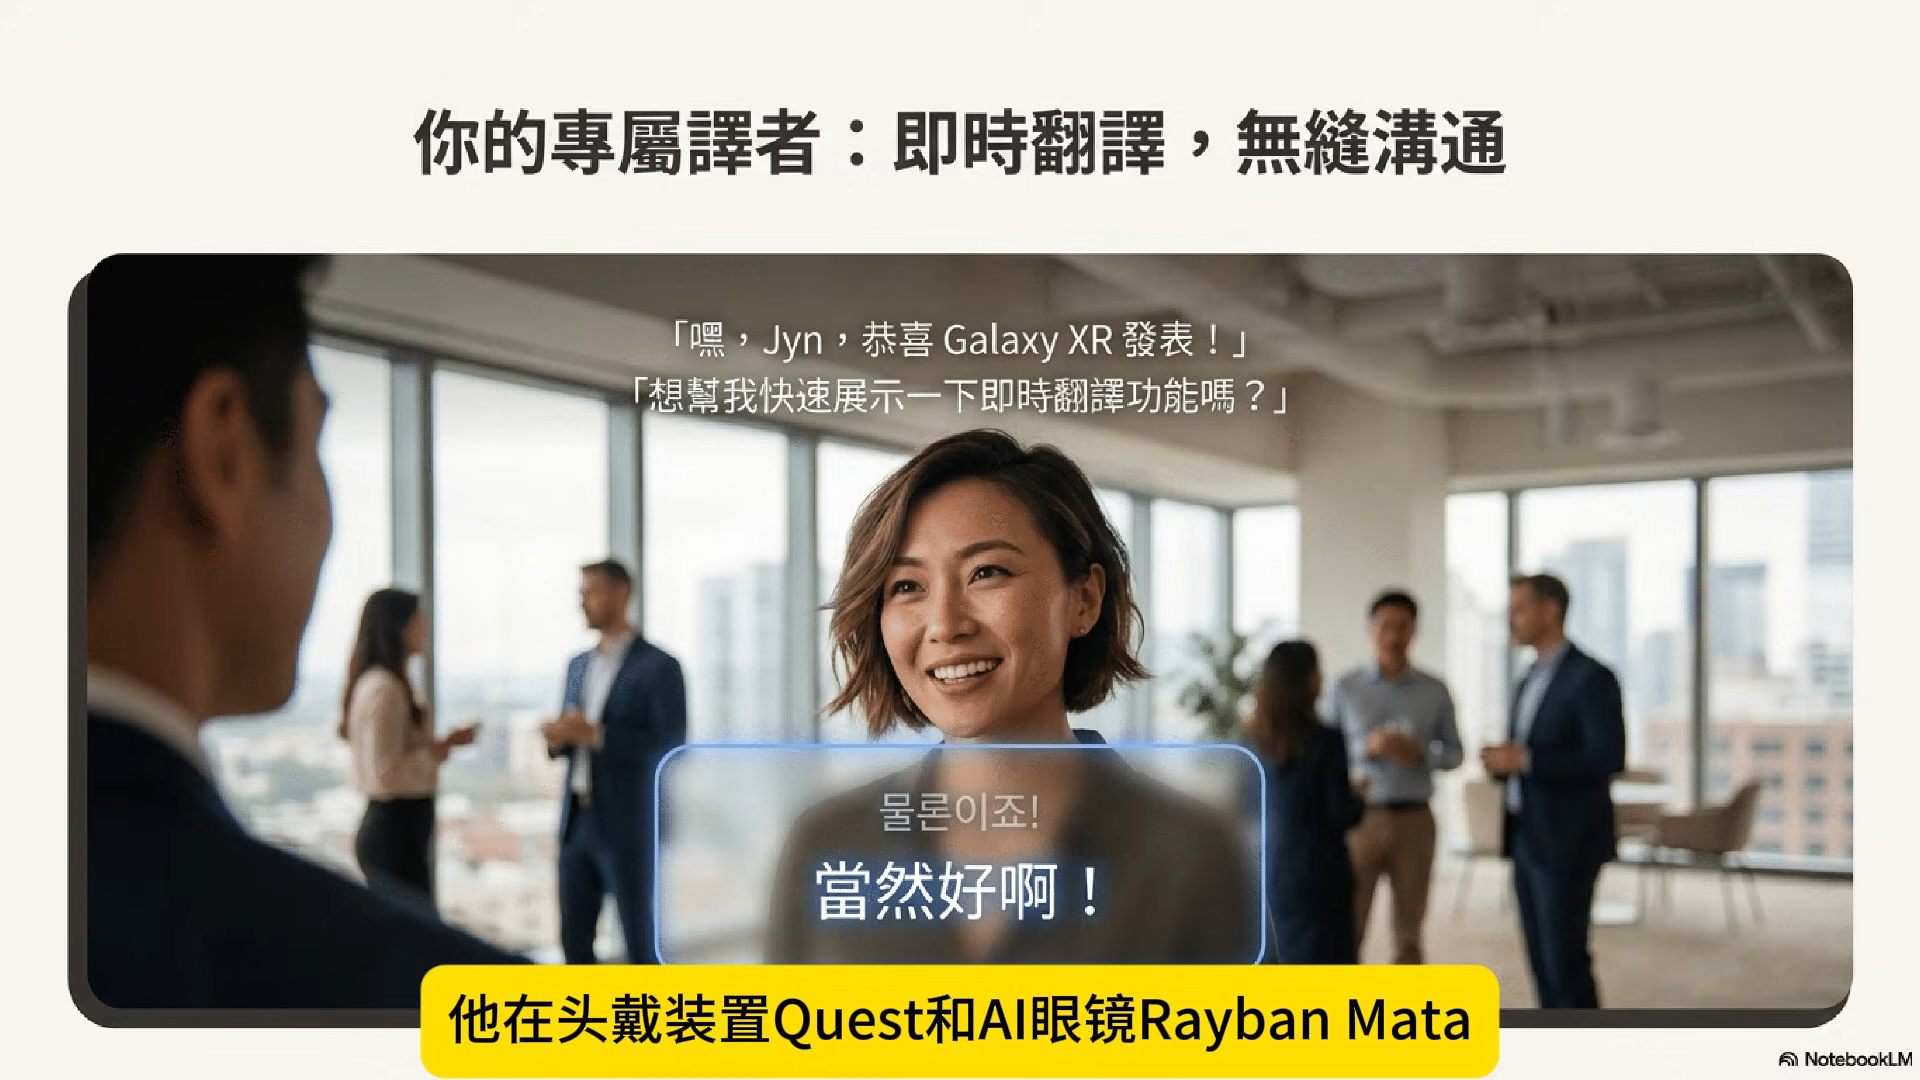 你的專屬譯者：即時翻譯，無縫溝通
「嘿，Jyn，恭喜 Galaxy XR 發表！」
「想幫我快速展示一下即時翻譯功能嗎？」
물론이죠!
當然好啊！
他在头戴装置Quest和AI眼镜Rayban Mata
NotebookLM